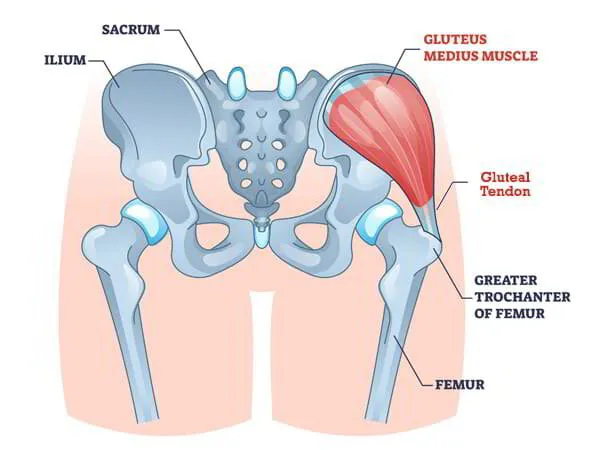 SACRUM
ILIUM
GLUTEUS
MEDIUS MUSCLE
Gluteal
Tendon
GREATER
TROCHANTER
OF FEMUR
FEMUR